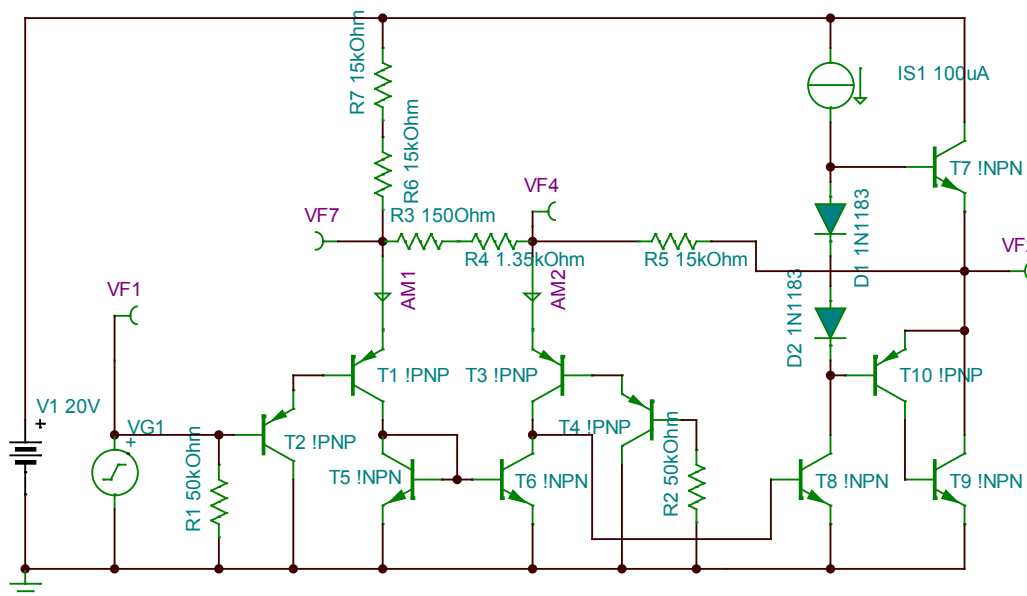 R7 15kOhm
IS1 100uA
R6 15kOhm
T7 !NPN
VF4
VF7
R3 150Ohm
R4 1.35kOhm
R5 15kOhm
D1 1N1183
VF1
AM1
AM2
D2 1N1183
T1 !PNP
T3 !PNP
T10 !PNP
V1 20V
+
VG1
+
T2 !PNP
T4 !PNP
R1 50kOhm
T5 !NPN
T6 !NPN
R2 50kOhm
T8 !NPN
T9 !NPN